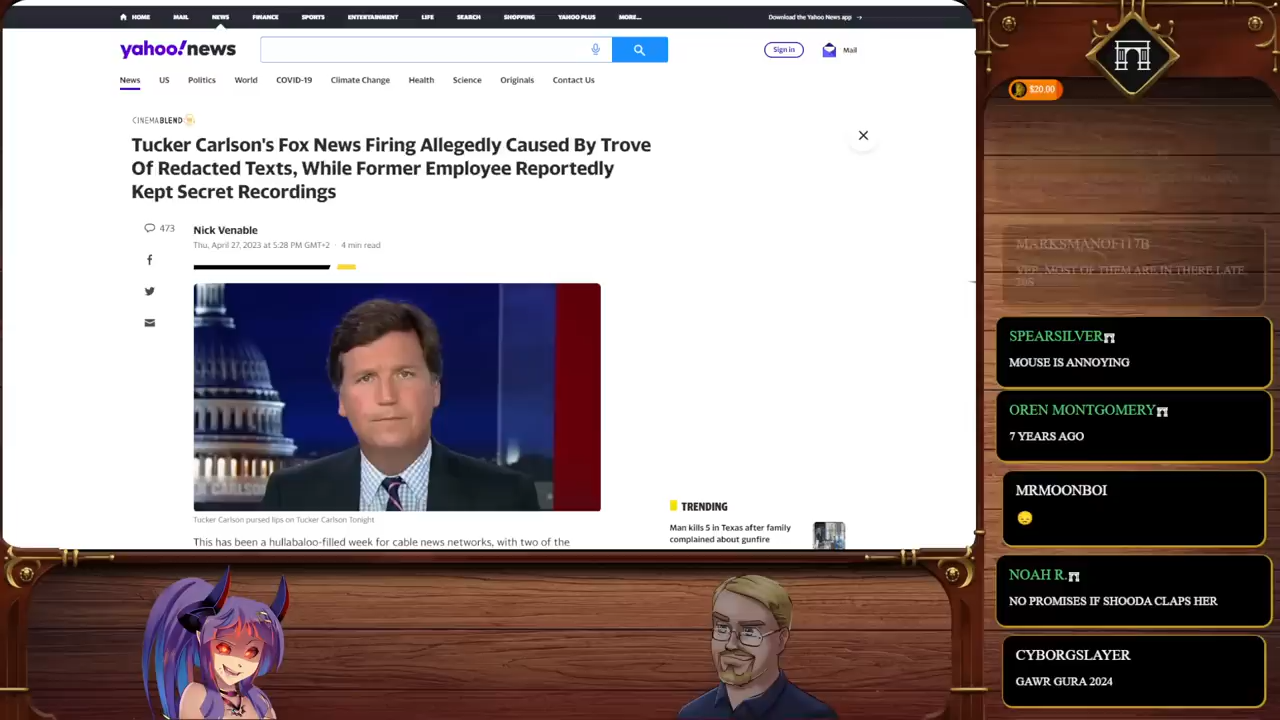 HOME MAIL NEWS FINANCE SPORTS ENTERTAINMENT LIFE SEARCH SHOPPING YAHOO PLUS MORE... Download the Yahoo News app →
yahoo!news
Sign in
Mail
News US Politics World COVID-19 Climate Change Health Science Originals Contact Us
CINEMABLEND
Tucker Carlson's Fox News Firing Allegedly Caused By Trove
Of Redacted Texts, While Former Employee Reportedly
Kept Secret Recordings
473
Nick Venable
Thu, April 27, 2023 at 5:28 PM GMT+2 · 4 min read
Tucker Carlson pursed lips on Tucker Carlson Tonight
This has been a hullabaloo-filled week for cable news networks, with two of the
TRENDING
Man kills 5 in Texas after family
complained about gunfire
$20.00
MARKSMANOF117B
YEP, MOST OF THEM ARE IN THERE LATE
20S
SPEARSILVER
MOUSE IS ANNOYING
OREN MONTGOMERY
7 YEARS AGO
MRMOONBOI
NOAH R.
NO PROMISES IF SHOODA CLAPS HER
CYBORGSLAYER
GAWR GURA 2024